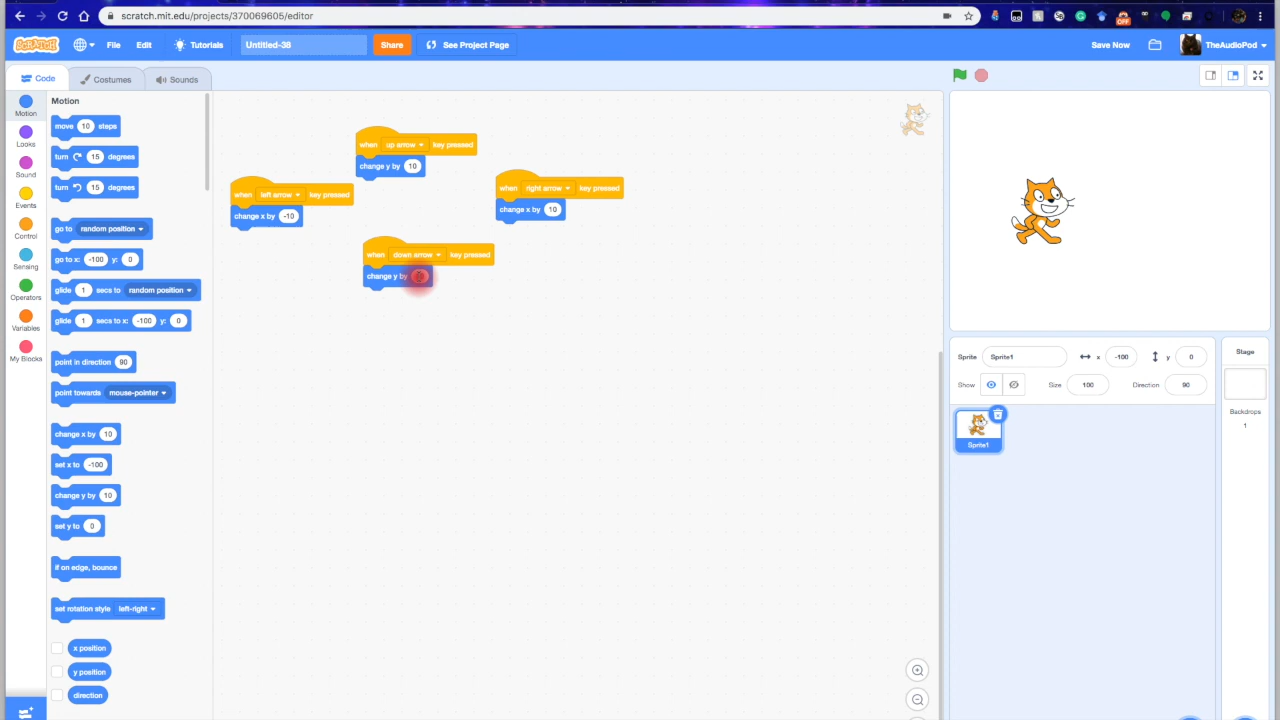 scratch.mit.edu/projects/370069605/editor
OFF
SCRATCH File Edit Tutorials Untitled-38 Share See Project Page Save Now TheAudioPod
Code Costumes Sounds
Motion
Looks
Sound
Events
Control
Sensing
Operators
Variables
My Blocks
Motion
move 10 steps
turn 15 degrees
turn 15 degrees
go to random position
go to x: -100 y: 0
glide 1 secs to random position
glide 1 secs to x: -100 y: 0
point in direction 90
point towards mouse-pointer
change x by 10
set x to -100
change y by 10
set y to 0
if on edge, bounce
set rotation style left-right
x position
y position
direction
when up arrow key pressed
change y by 10
when left arrow key pressed
change x by -10
when right arrow key pressed
change x by 10
when down arrow key pressed
change y by
Sprite Sprite1 x -100 y 0
Show Size 100 Direction 90
Sprite1
Stage
Backdrops
1